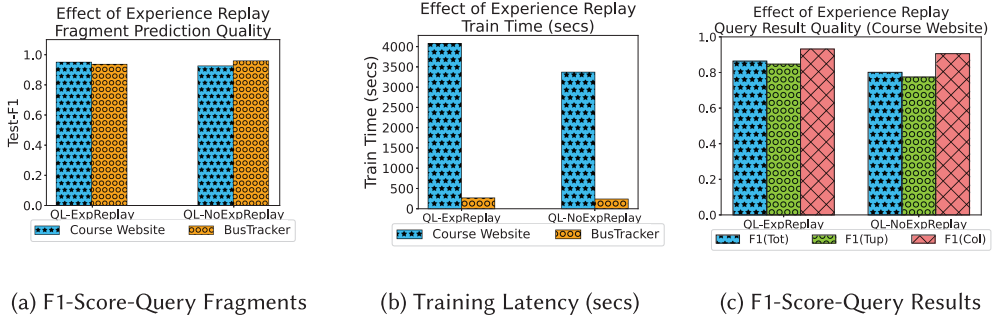 Effect of Experience Replay
Fragment Prediction Quality
Test-F1
1.0
0.8
0.6
0.4
0.2
0.0
QL-ExpReplay
QL-NoExpReplay
Course Website
BusTracker
(a) F1-Score-Query Fragments
Effect of Experience Replay
Train Time (secs)
Train Time (secs)
4000
3500
3000
2500
2000
1500
1000
500
0
QL-ExpReplay
QL-NoExpReplay
Course Website
BusTracker
(b) Training Latency (secs)
Effect of Experience Replay
Query Result Quality (Course Website)
1.0
0.8
0.6
0.4
0.2
0.0
QL-ExpReplay
QL-NoExpReplay
F1(Tot)
F1(Tup)
F1(Col)
(c) F1-Score-Query Results